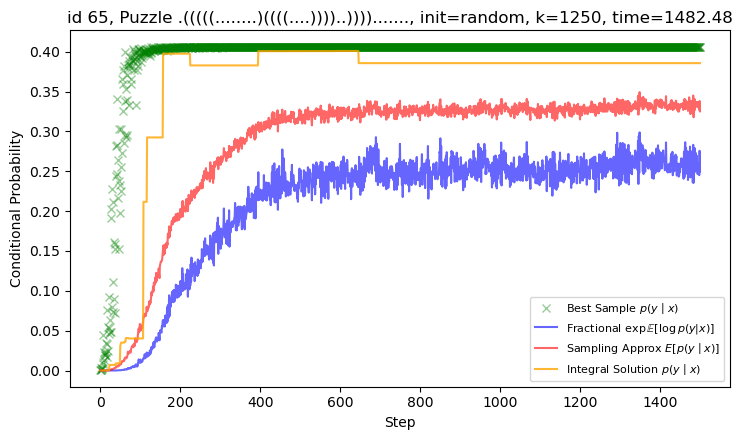 id 65, Puzzle .(((((........)((((....))))..))))......., init=random, k=1250, time=1482.48
Conditional Probability
0.40
0.35
0.30
0.25
0.20
0.15
0.10
0.05
0.00
Best Sample p(y | x)
Fractional exp 𝔼[log p(y|x)]
Sampling Approx E[p(y | x)]
Integral Solution p(y | x)
0 200 400 600 800 1000 1200 1400
Step